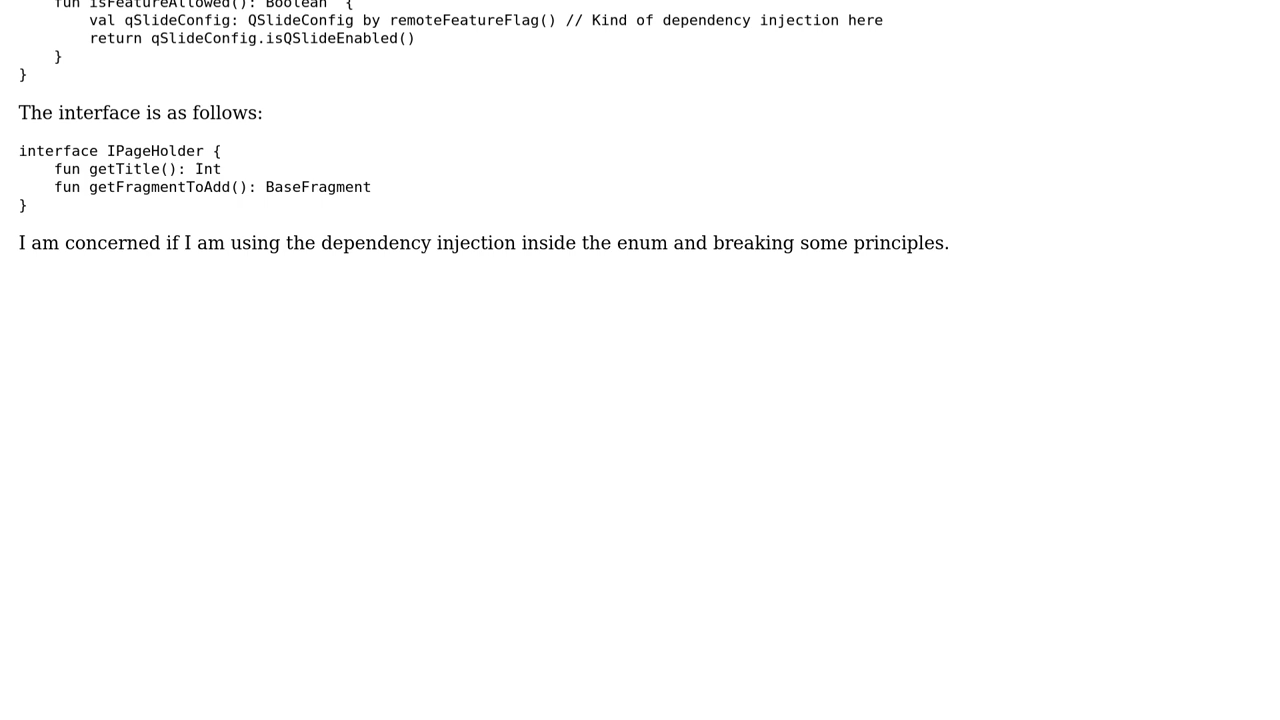 fun isFeatureAllowed(): Boolean  {
val qSlideConfig: QSlideConfig by remoteFeatureFlag() // Kind of dependency injection here
return qSlideConfig.isQSlideEnabled()
}
}
The interface is as follows:
interface IPageHolder {
fun getTitle(): Int
fun getFragmentToAdd(): BaseFragment
}
I am concerned if I am using the dependency injection inside the enum and breaking some principles.